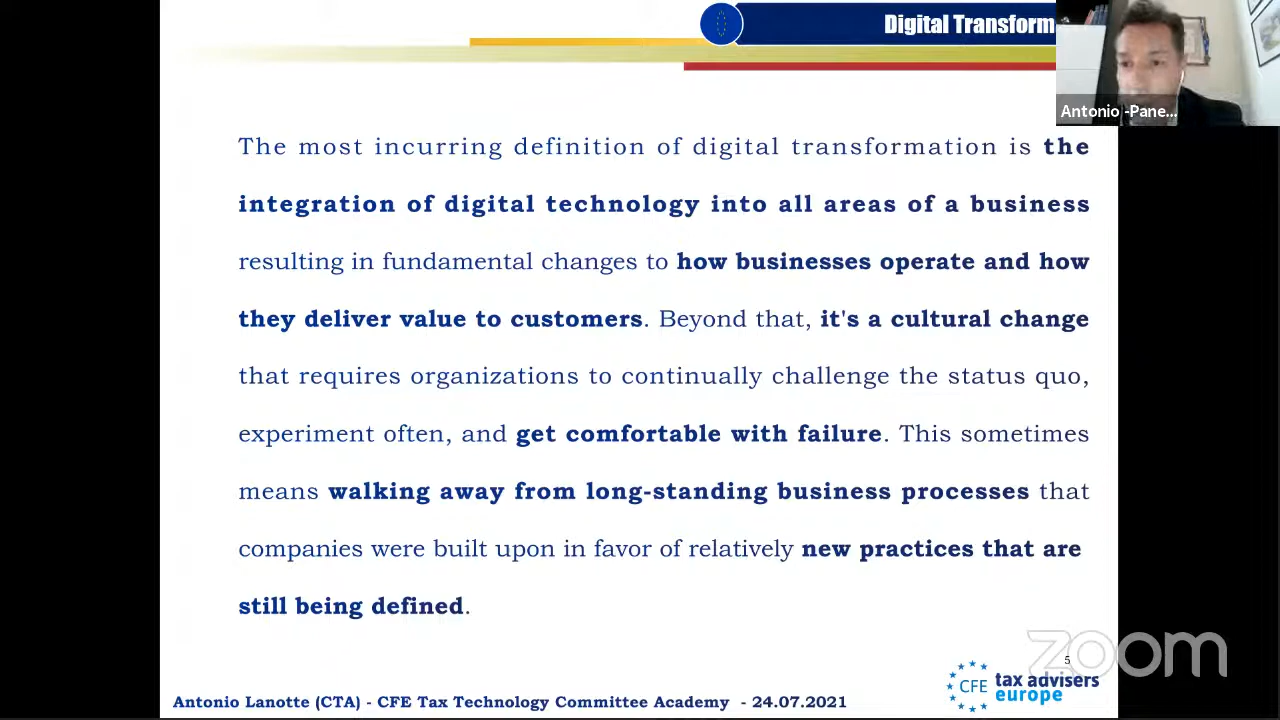 Digital Transform
Antonio -Pane...
The most incurring definition of digital transformation is the
integration of digital technology into all areas of a business
resulting in fundamental changes to how businesses operate and how
they deliver value to customers. Beyond that, it's a cultural change
that requires organizations to continually challenge the status quo,
experiment often, and get comfortable with failure. This sometimes
means walking away from long-standing business processes that
companies were built upon in favor of relatively new practices that are
still being defined.
zoom
5
CFE tax advisers
europe
Antonio Lanotte (CTA) - CFE Tax Technology Committee Academy - 24.07.2021